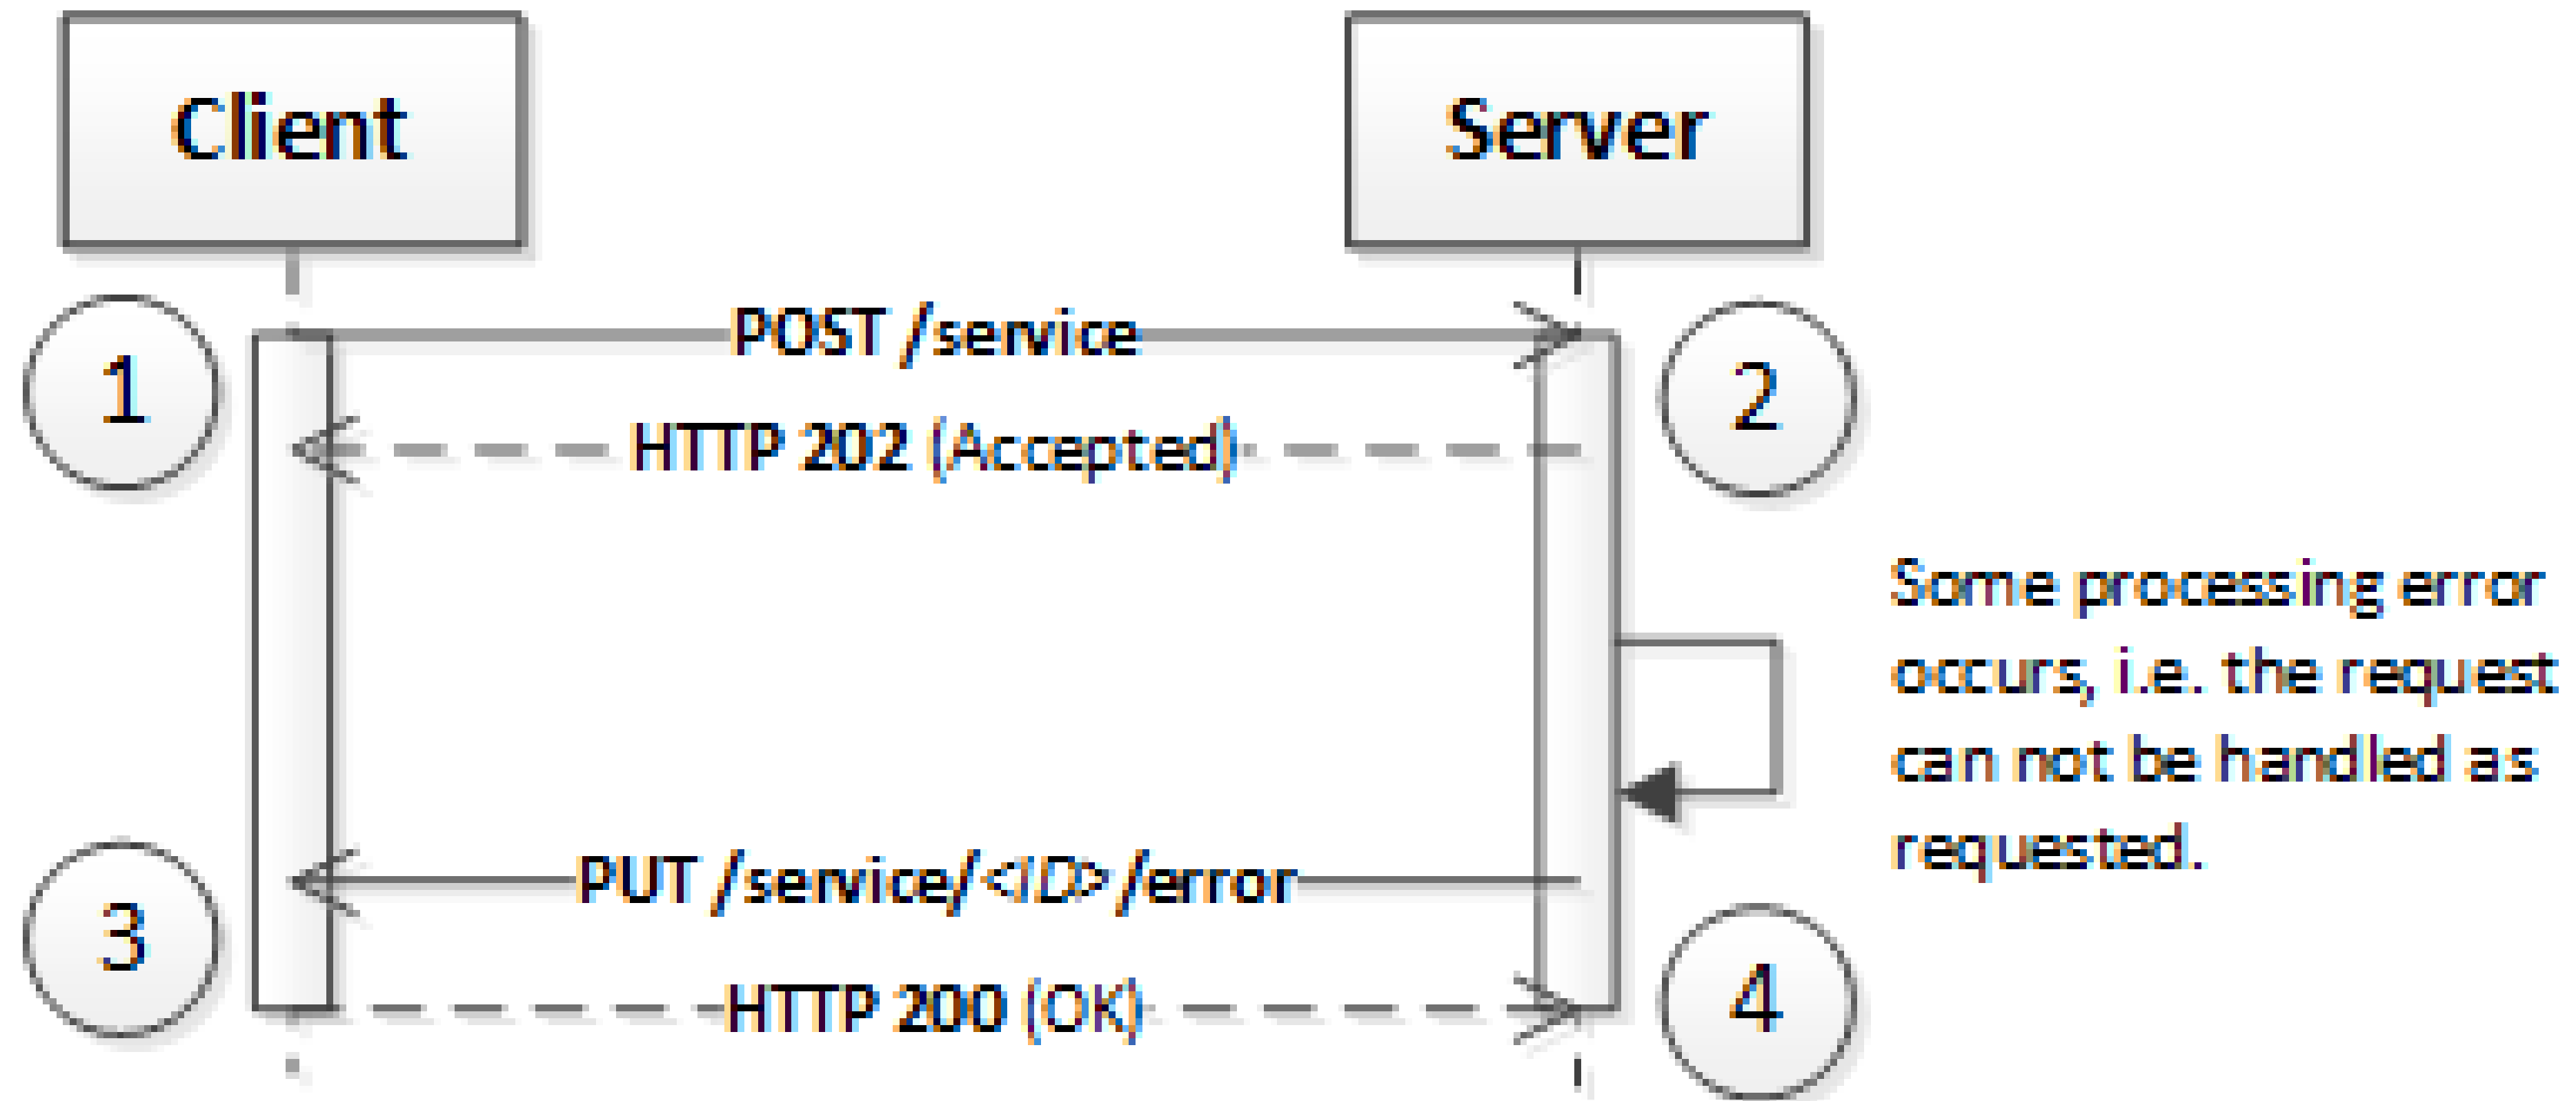 Client
Server
1
POST /service
2
HTTP 202 (Accepted)
Some processing error
occurs, i.e. the request
can not be handled as
requested.
PUT /service/<ID>/error
3
4
HTTP 200 (OK)